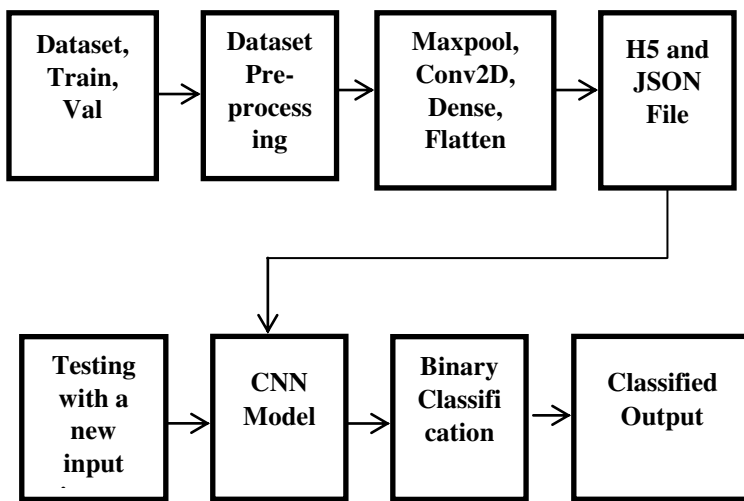 Dataset,
Train,
Val
Dataset
Pre-
process
ing
Maxpool,
Conv2D,
Dense,
Flatten
H5 and
JSON
File
Testing
with a
new
input
CNN
Model
Binary
Classifi
cation
Classified
Output